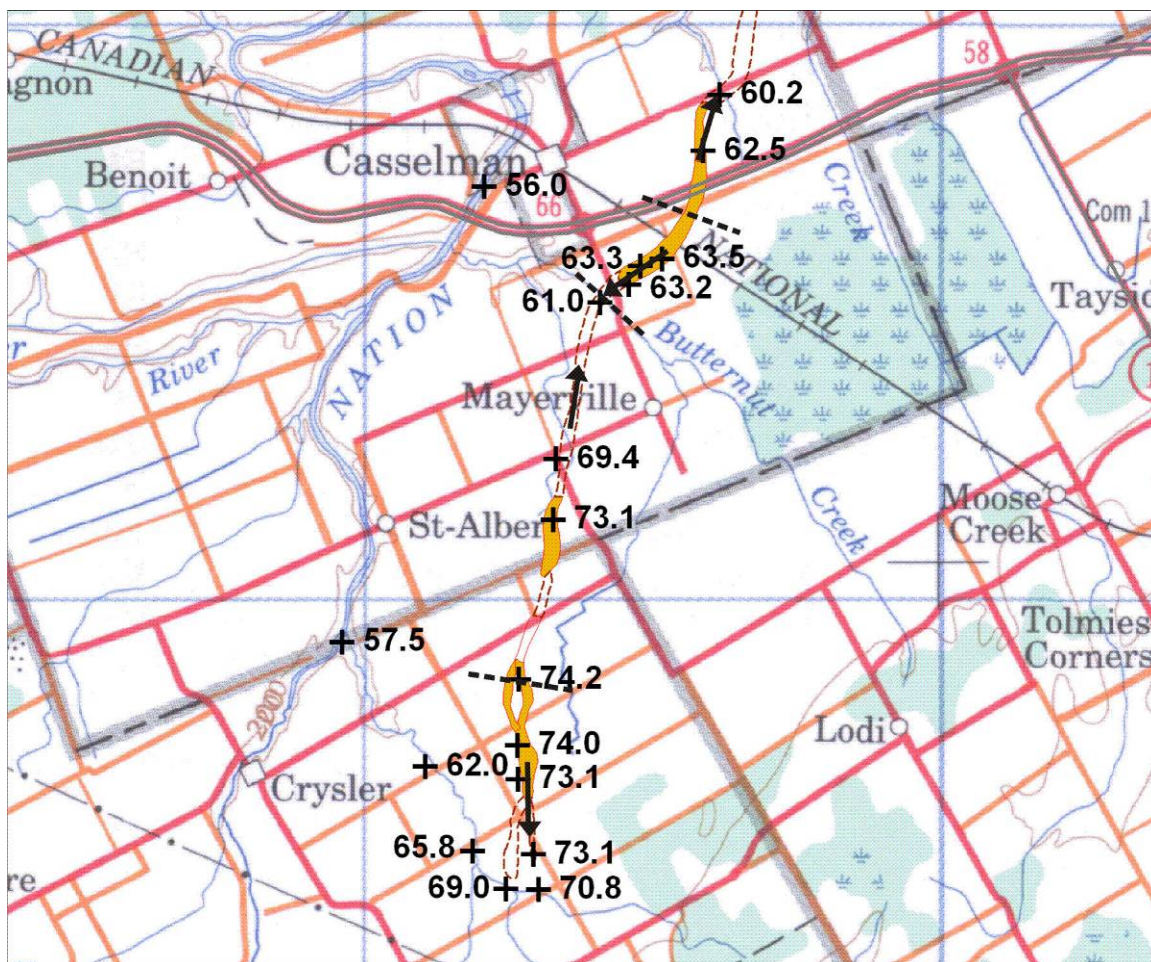 CANADIAN
58
agnon
60.2
62.5
Casselman
Benoit
56.0
66
Creek
Com 1
63.3
63.5
NATIONAL
63.2
61.0
Taysid
NATION
River
Butternut
1
Mayerville
69.4
Creek
Moose
Creek
73.1
St-Alber
57.5
Tolmies
Corners
74.2
Lodi
74.0
62.0
73.1
Crysler
65.8
73.1
re
69.0
70.8